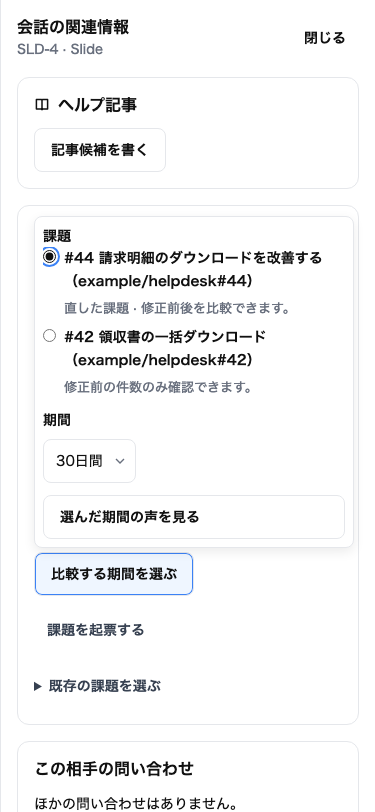 会話の関連情報
SLD-4 · Slide
閉じる
ヘルプ記事
記事候補を書く
課題
#44 請求明細のダウンロードを改善する
（example/helpdesk#44）
直した課題 · 修正前後を比較できます。
#42 領収書の一括ダウンロード
（example/helpdesk#42）
修正前の件数のみ確認できます。
期間
30日間
選んだ期間の声を見る
比較する期間を選ぶ
課題を起票する
既存の課題を選ぶ
この相手の問い合わせ
ほかの問い合わせはありません。